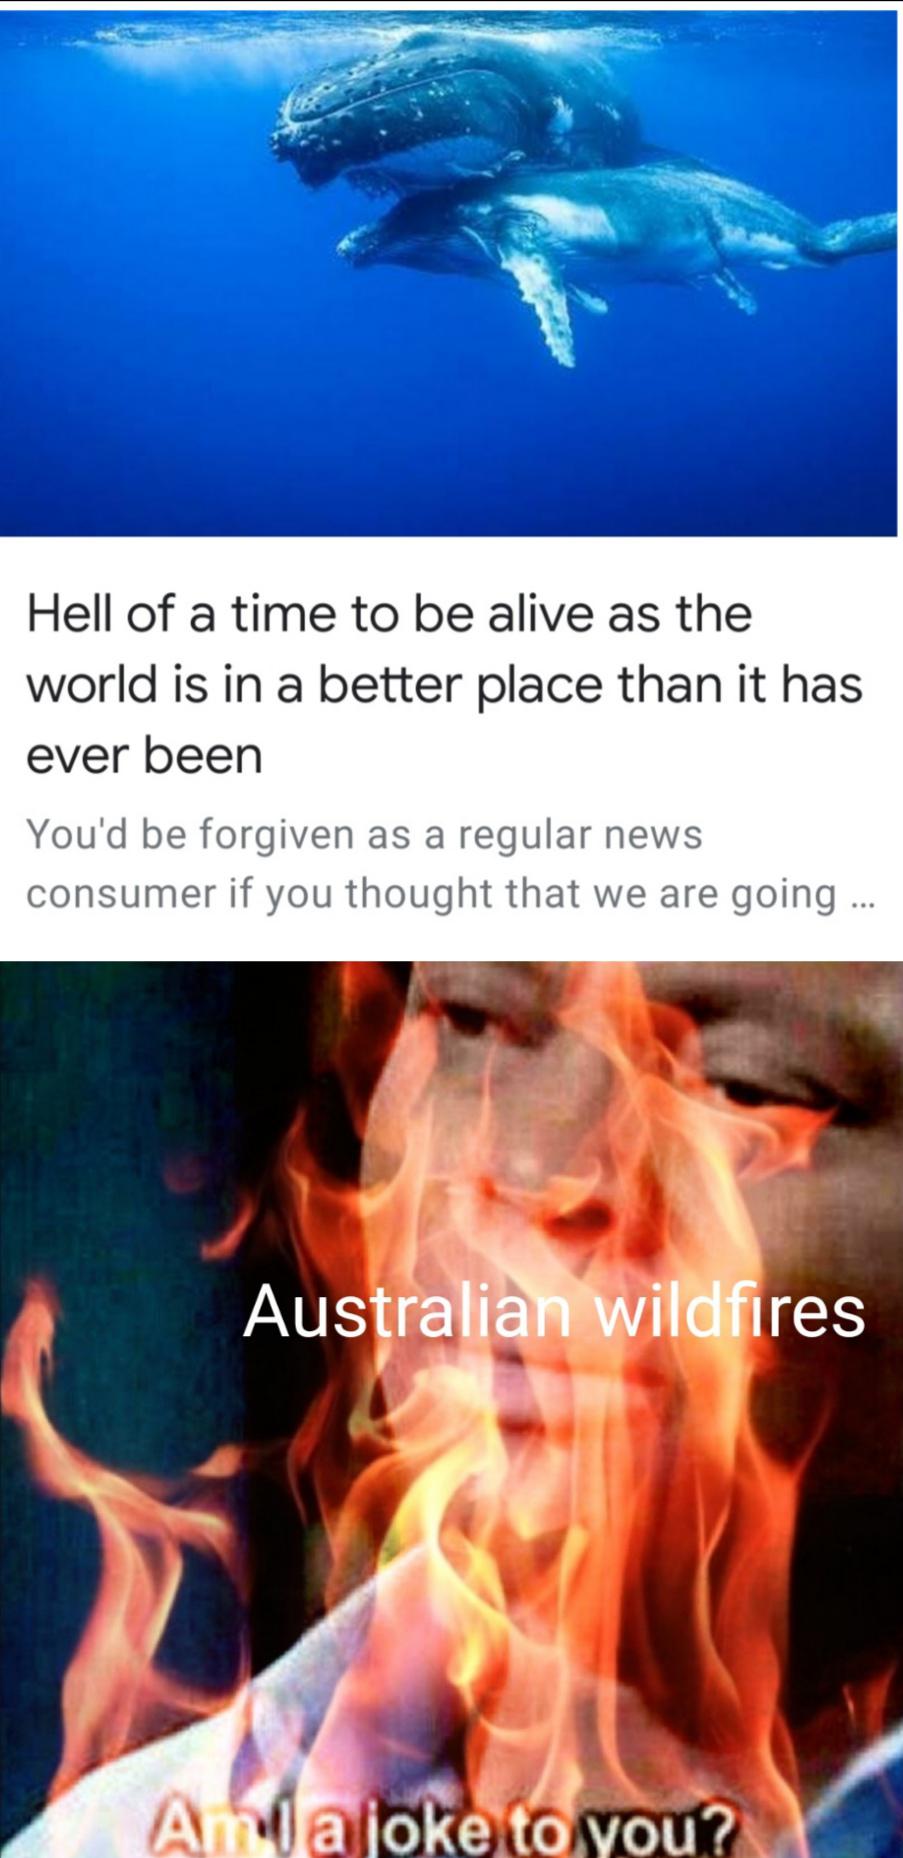 Hell of a time to be alive as the
world is in a better place than it has
ever been
You'd be forgiven as a regular news
consumer if you thought that we are going ...
Australian wildfires
Am I a joke to you?